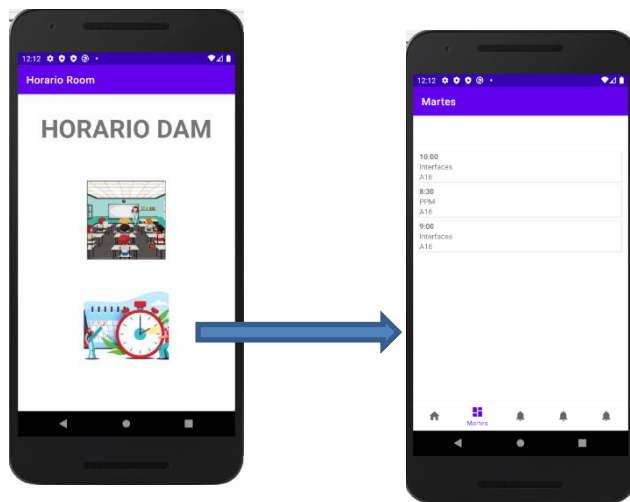 12:12
Horario Room
HORARIO DAM
12:12
Martes
10:00
Interfaces
A16
8:30
PPM
A16
9:00
Interfaces
A16
Martes